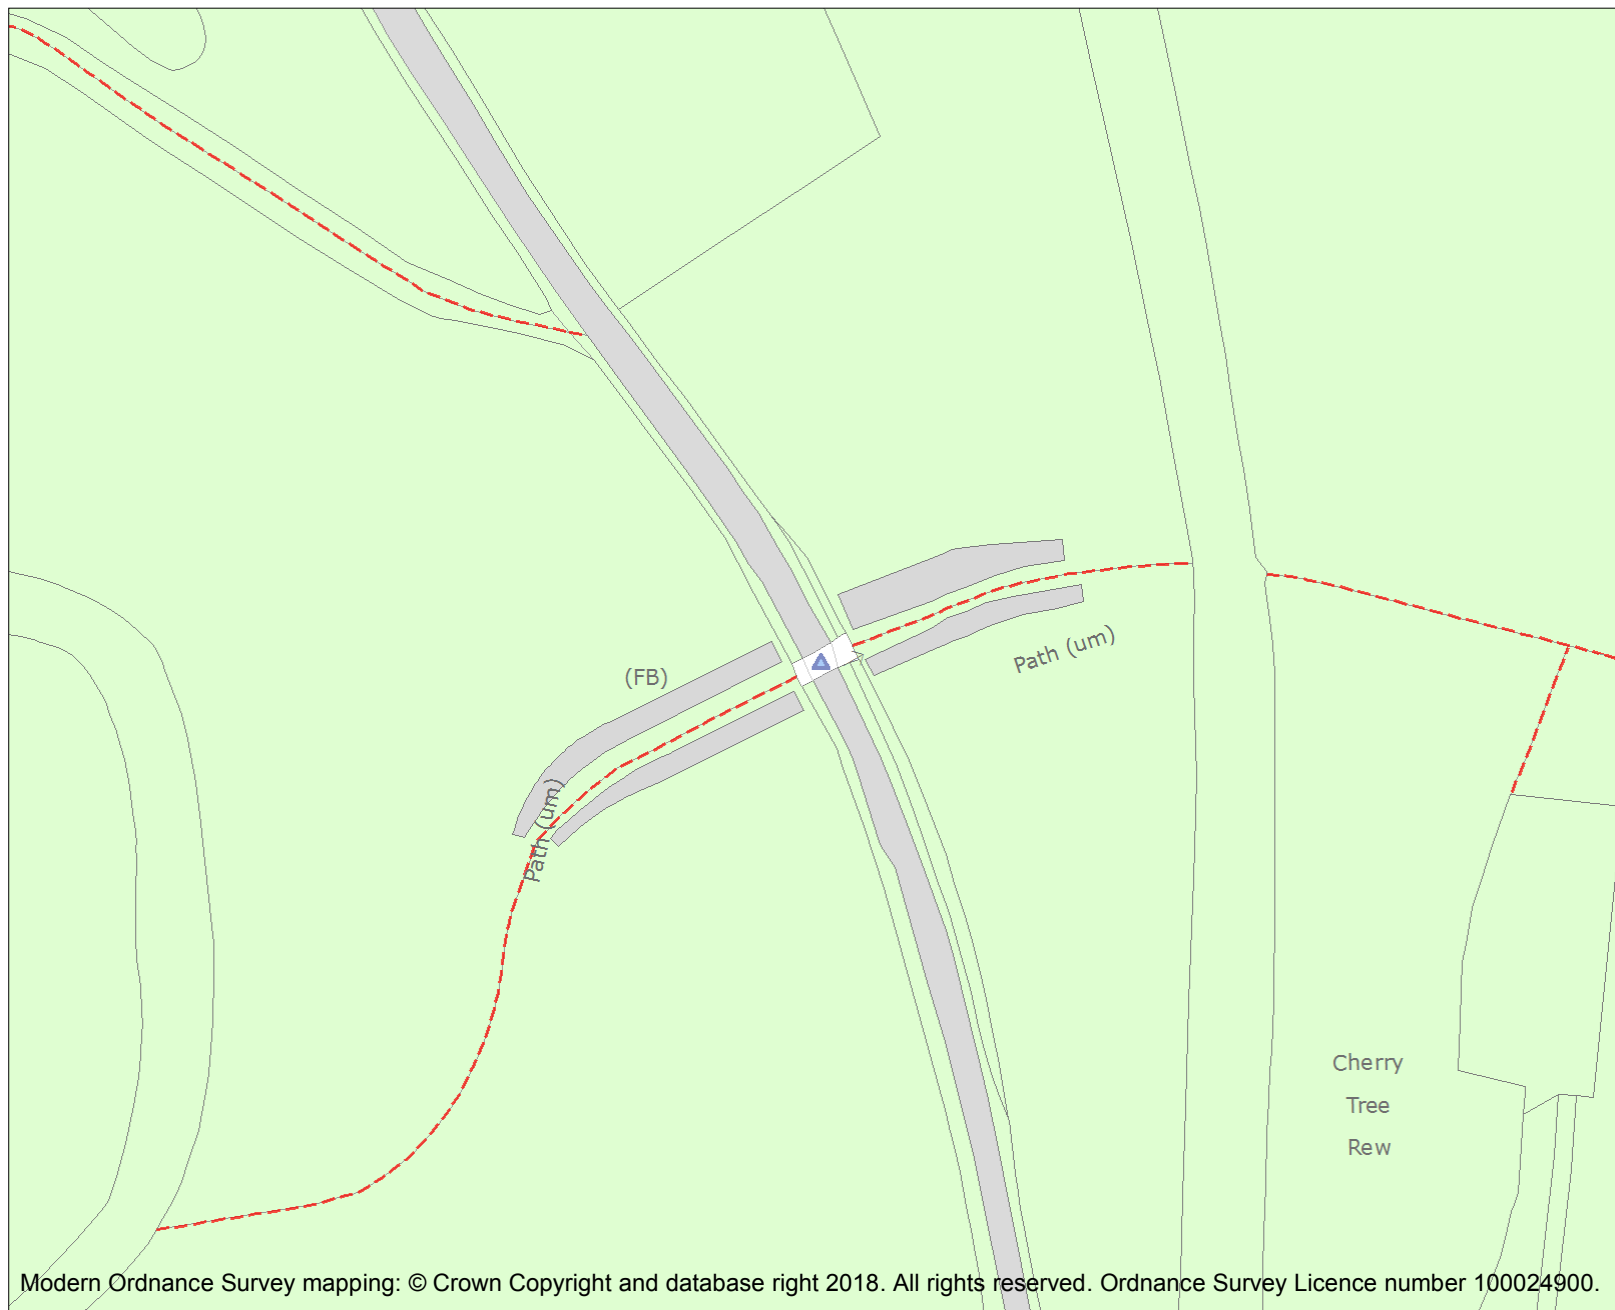 Path (um)
(FB)
Path (um)
Cherry
Tree
Rew
Modern Ordnance Survey mapping: © Crown Copyright and database right 2018. All rights reserved. Ordnance Survey Licence number 100024900.